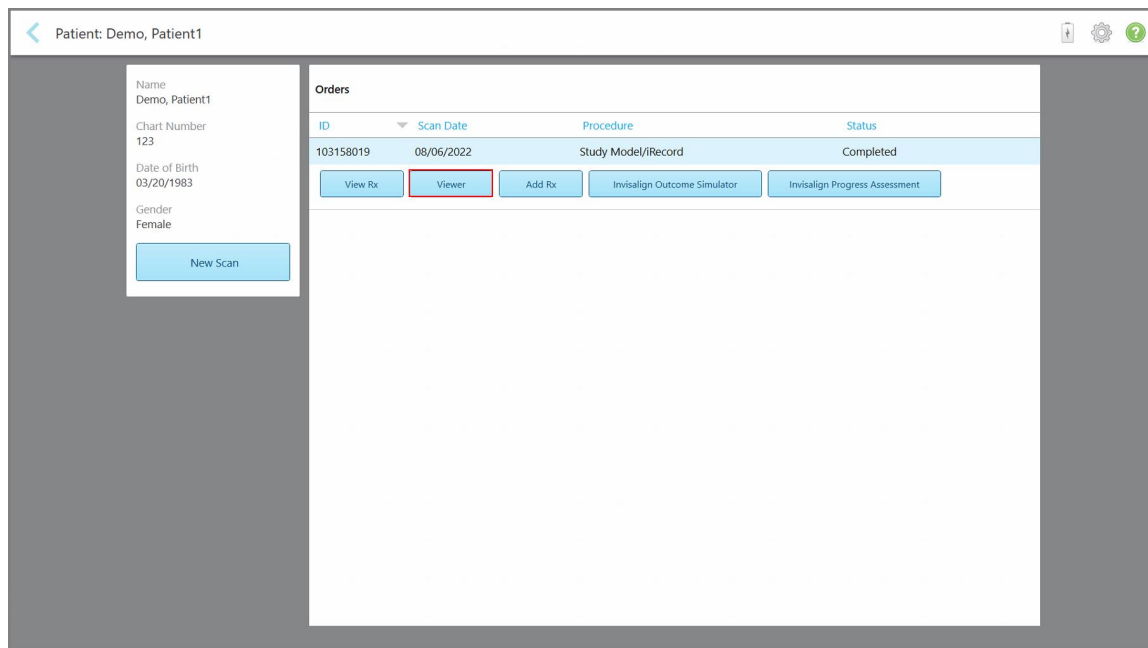 Patient: Demo, Patient1
?
Name
Demo, Patient1
Chart Number
123
Date of Birth
03/20/1983
Gender
Female
New Scan
Orders
ID Scan Date Procedure Status
103158019 08/06/2022 Study Model/iRecord Completed
View Rx Viewer Add Rx Invisalign Outcome Simulator Invisalign Progress Assessment